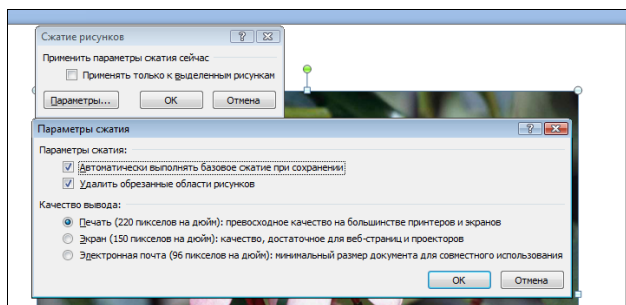 Сжатие рисунков
Применить параметры сжатия сейчас
Применять только к выделенным рисункам
Параметры...
ОК
Отмена
Параметры сжатия
Параметры сжатия:
Автоматически выполнять базовое сжатие при сохранении
Удалить обрезанные области рисунков
Качество вывода:
Печать (220 пикселов на дюйм): превосходное качество на большинстве принтеров и экранов
Экран (150 пикселов на дюйм): качество, достаточное для веб-страниц и проекторов
Электронная почта (96 пикселов на дюйм): минимальный размер документа для совместного использования
ОК
Отмена